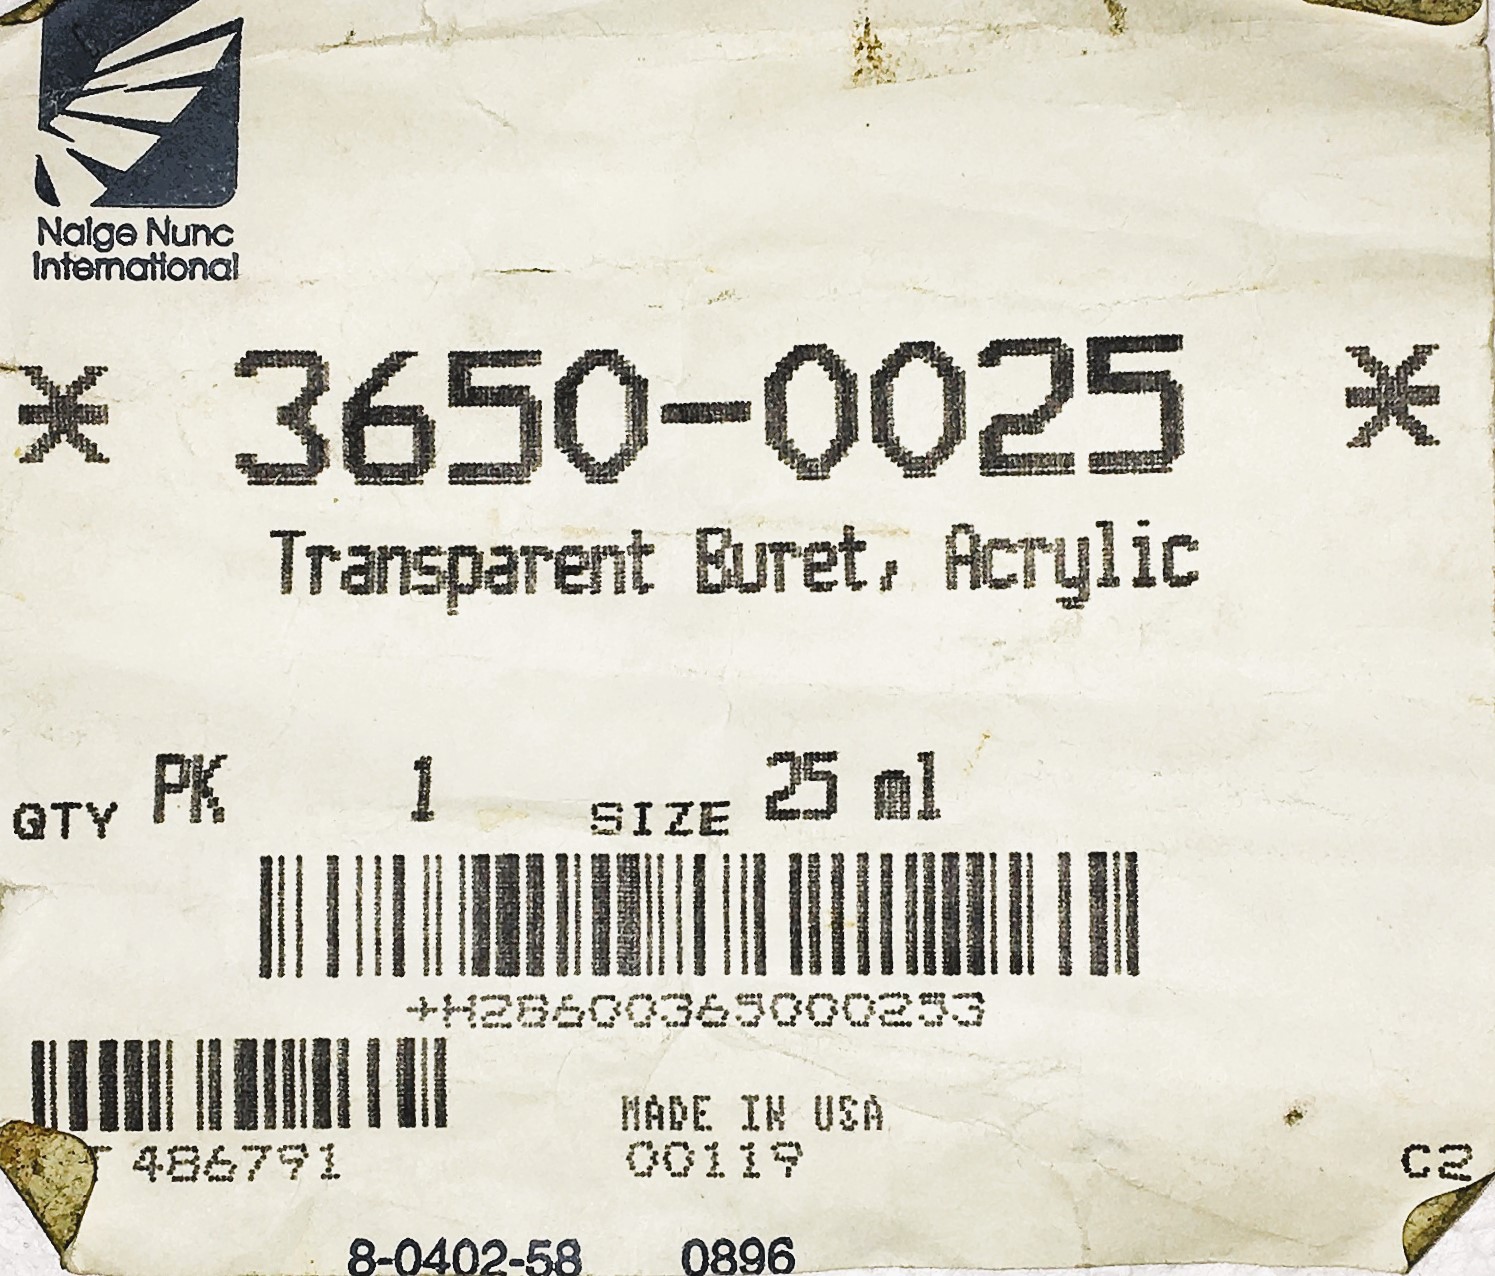 Nalge Nunc
International
* 3650-0025 *
Transparent Buret, Acrylic
QTY PK 1 SIZE 25 ml
+H28600365000253
486791
MADE IN USA
00119
C2
8-0402-58 0896